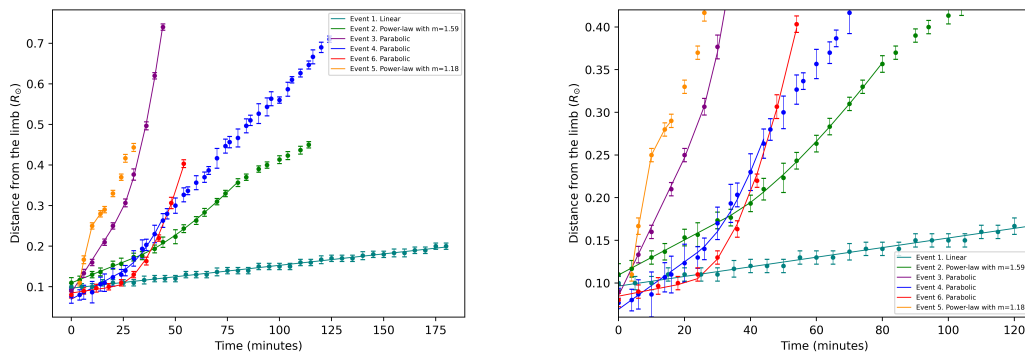 Event 1. Linear
Event 2. Power-law with m=1.59
Event 3. Parabolic
Event 4. Parabolic
Event 6. Parabolic
Event 5. Power-law with m=1.18
Distance from the limb (R⊙)
0.7
0.6
0.5
0.4
0.3
0.2
0.1
0 25 50 75 100 125 150 175
Time (minutes)
Distance from the limb (R⊙)
0.40
0.35
0.30
0.25
0.20
0.15
0.10
Event 1. Linear
Event 2. Power-law with m=1.59
Event 3. Parabolic
Event 4. Parabolic
Event 6. Parabolic
Event 5. Power-law with m=1.18
0 20 40 60 80 100 120
Time (minutes)